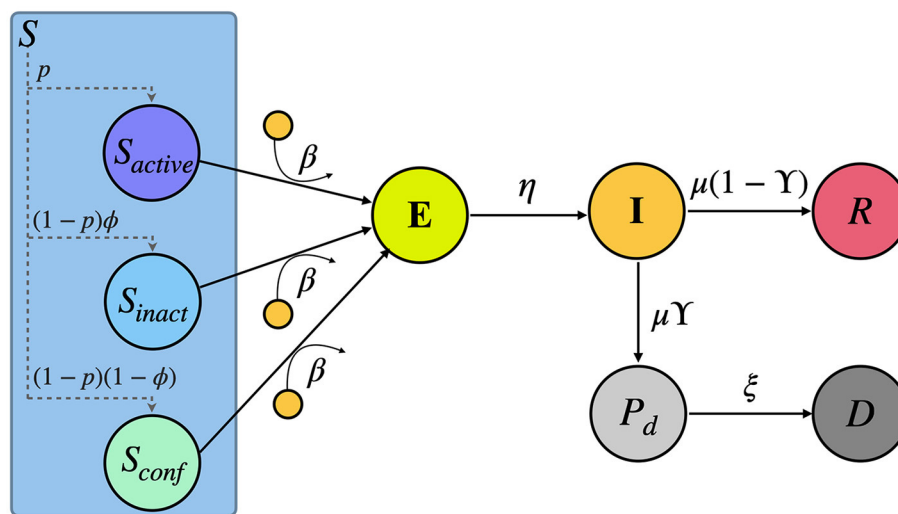 S
p
S_active
β
(1 − p)ϕ
S_inact
β
(1 − p)(1 − ϕ)
S_conf
β
E
η
I
μ(1 − ϒ)
R
μϒ
P_d
ξ
D